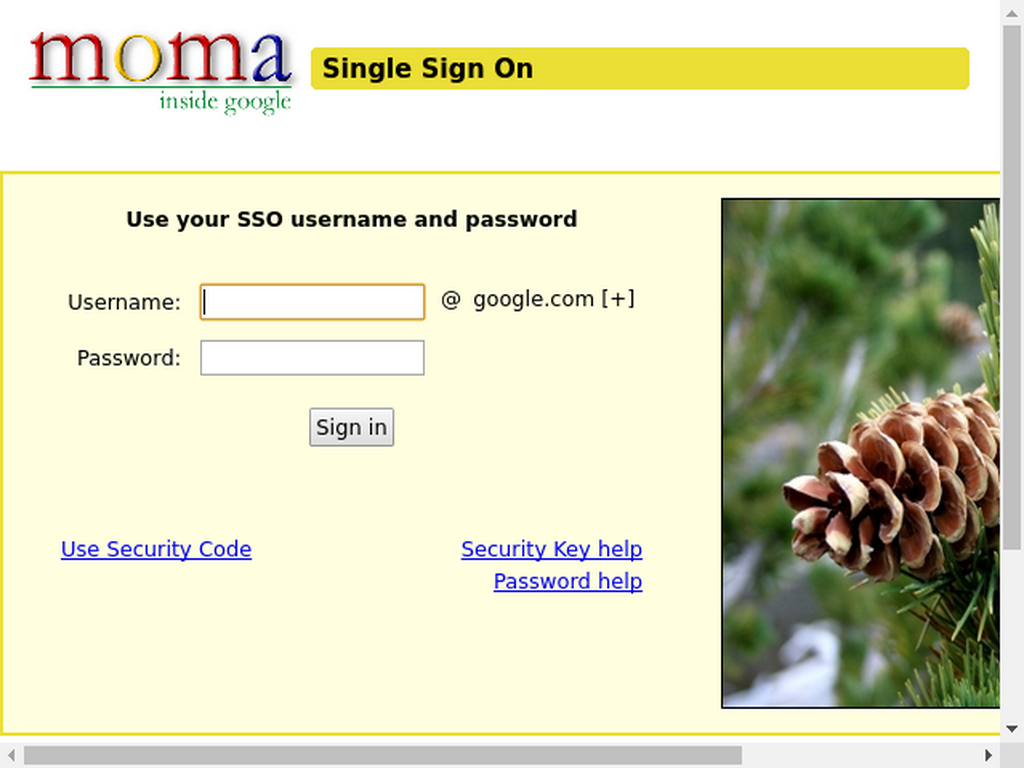 moma
inside google
Single Sign On
Use your SSO username and password
Username:
@ google.com [+]
Password:
Sign in
Use Security Code
Security Key help
Password help